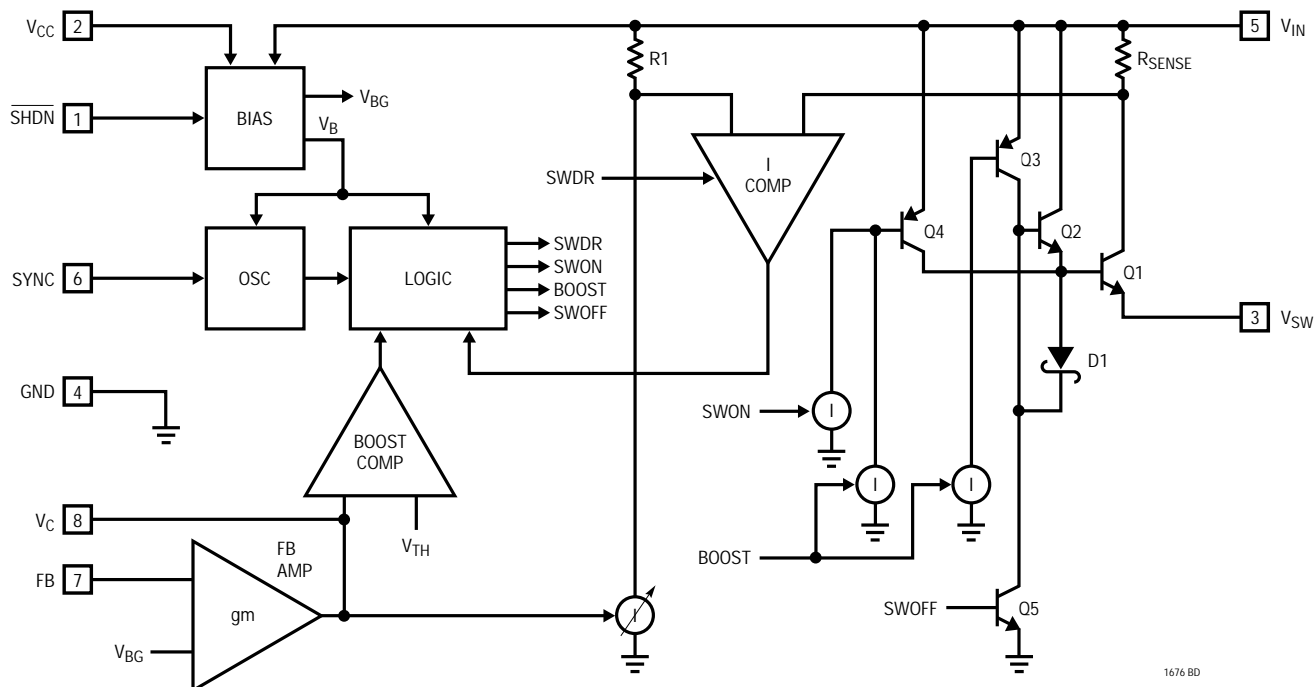 VCC 2
5 VIN
R1
RSENSE
SHDN 1
BIAS
VBG
VB
I
COMP
SWDR
Q3
Q4
Q2
Q1
SYNC 6
OSC
LOGIC
SWDR
SWON
BOOST
SWOFF
3 VSW
D1
GND 4
SWON
I
BOOST
COMP
I
I
VC 8
VTH
BOOST
FB
AMP
FB 7
gm
I
SWOFF
Q5
VBG
1676 BD